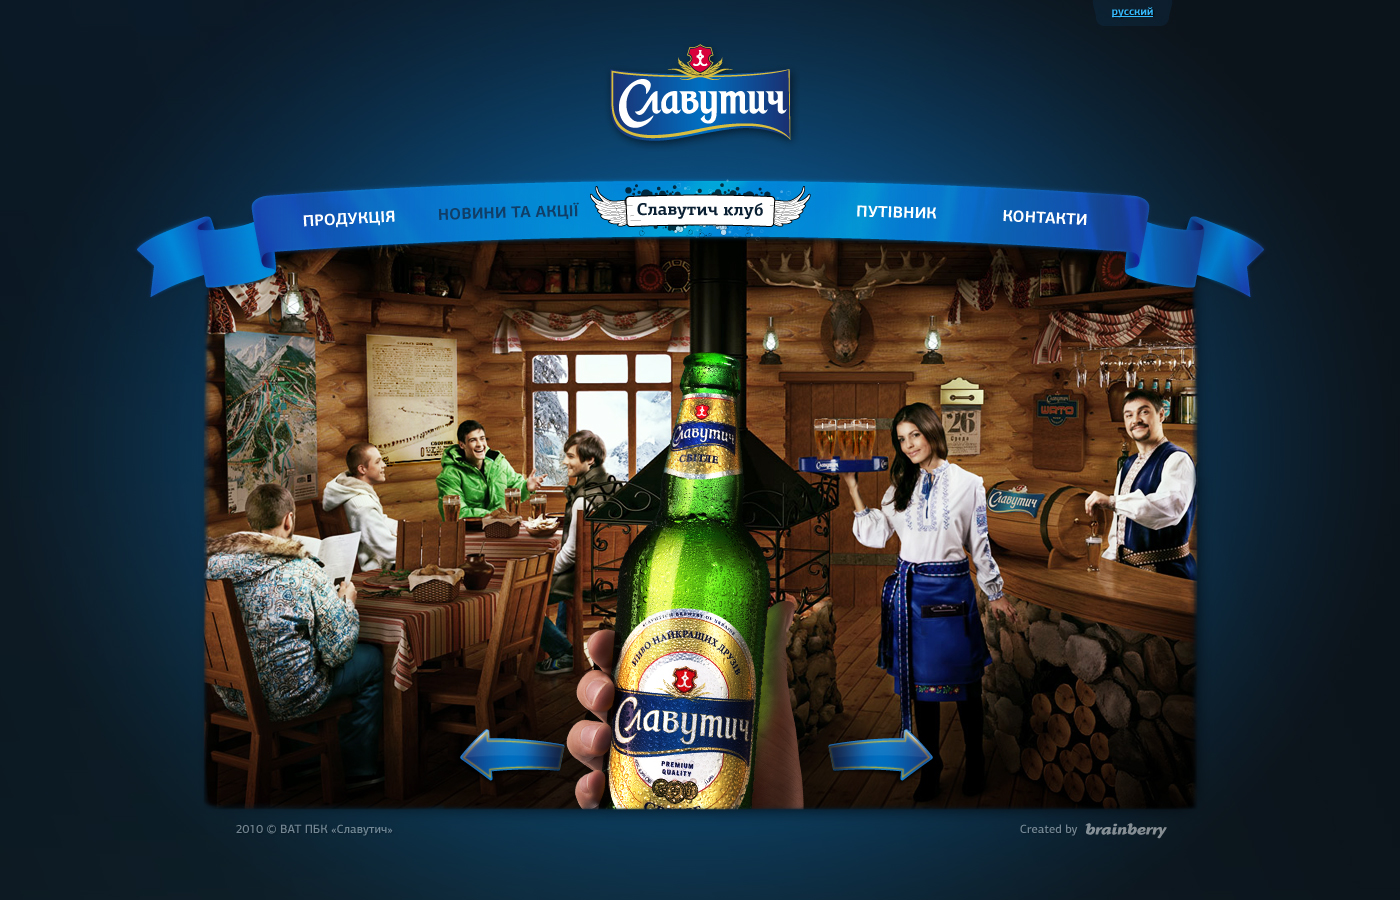 русский
Славутич
ПРОДУКЦІЯ
НОВИНИ ТА АКЦІЇ
Славутич клуб
ПУТІВНИК
КОНТАКТИ
Славутич
СВІТЛЕ
Славутич
26
Славутич
ПИВО НАЙКРАЩИХ ДРУЗІВ
Славутич
PREMIUM
QUALITY
2010 © ВАТ ПБК «Славутич»
Created by brainberry